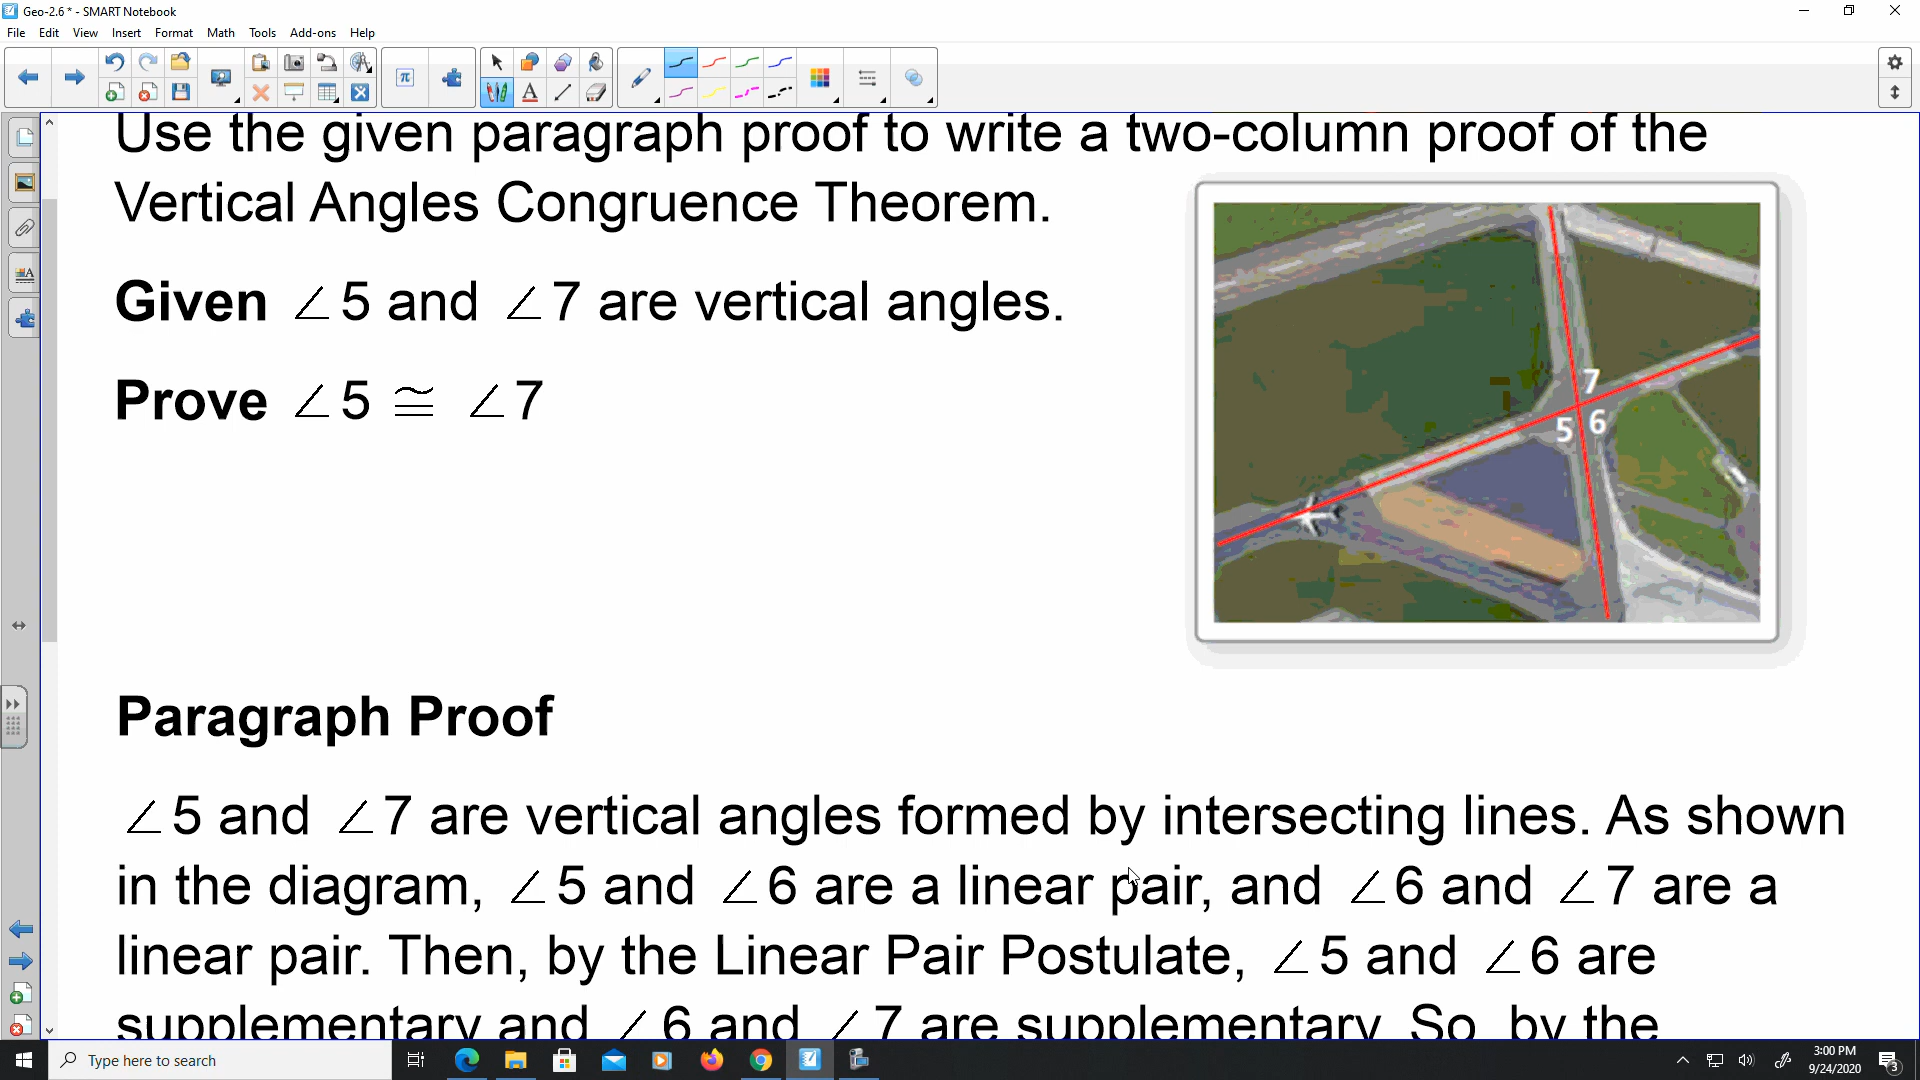 Geo-2.6 * - SMART Notebook
File Edit View Insert Format Math Tools Add-ons Help
Use the given paragraph proof to write a two-column proof of the
Vertical Angles Congruence Theorem.
Given ∠5 and ∠7 are vertical angles.
Prove ∠5 ≅ ∠7
7
5 6
Paragraph Proof
∠5 and ∠7 are vertical angles formed by intersecting lines. As shown
in the diagram, ∠5 and ∠6 are a linear pair, and ∠6 and ∠7 are a
linear pair. Then, by the Linear Pair Postulate, ∠5 and ∠6 are
supplementary and ∠6 and ∠7 are supplementary. So, by the
Type here to search
3:00 PM
9/24/2020
3